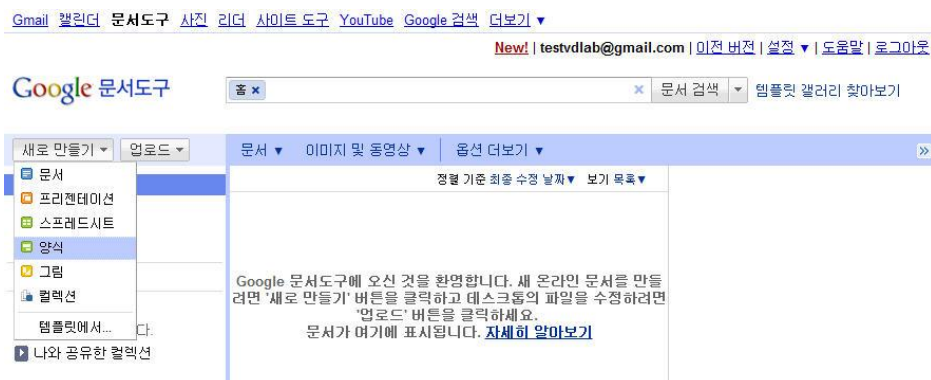 Gmail 캘린더 문서도구 사진 리더 사이트 도구 YouTube Google 검색 더보기 ▼
New! | testvdlab@gmail.com | 이전 버전 | 설정 ▼ | 도움말 | 로그아웃
Google 문서도구
홈 × × 문서 검색 ▼ 템플릿 갤러리 찾아보기
새로 만들기 ▼ 업로드 ▼ 문서 ▼ 이미지 및 동영상 ▼ 옵션 더보기 ▼ »
정렬 기준 최종 수정 날짜▼ 보기 목록▼
문서
프리젠테이션
스프레드시트
양식
그림
컬렉션
템플릿에서...
다.
나와 공유한 컬렉션
Google 문서도구에 오신 것을 환영합니다. 새 온라인 문서를 만들
려면 '새로 만들기' 버튼을 클릭하고 데스크톱의 파일을 수정하려면
'업로드' 버튼을 클릭하세요.
문서가 여기에 표시됩니다. 자세히 알아보기